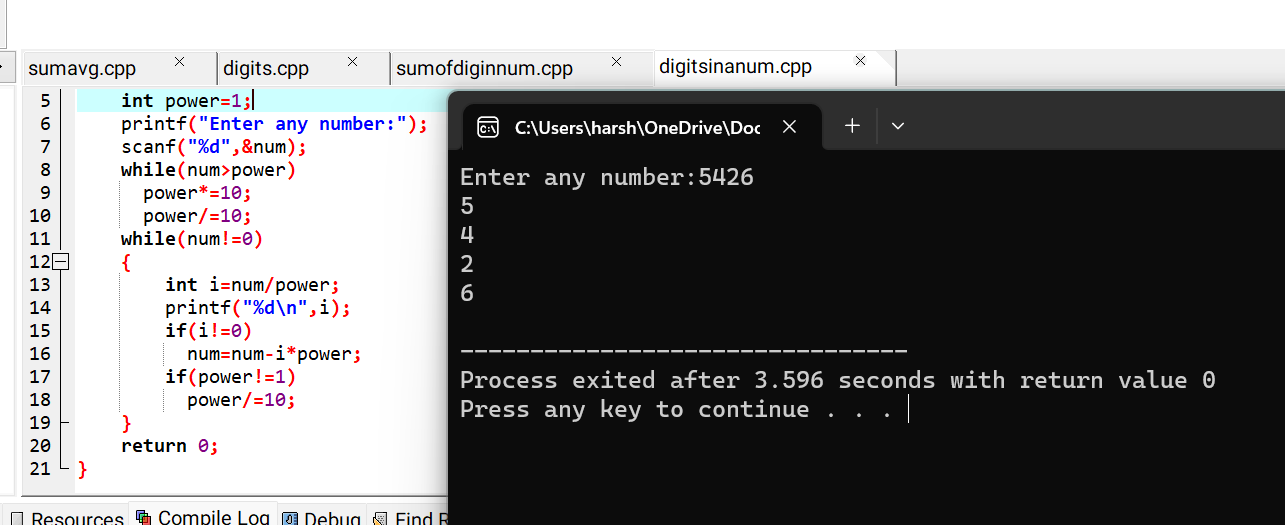 sumavg.cpp × digits.cpp × sumofdiginnum.cpp × digitsinanum.cpp ×
5 int power=1;
6 printf("Enter any number:");
7 scanf("%d",&num);
8 while(num>power)
9 power*=10;
10 power/=10;
11 while(num!=0)
12 {
13 int i=num/power;
14 printf("%d\n",i);
15 if(i!=0)
16 num=num-i*power;
17 if(power!=1)
18 power/=10;
19 }
20 return 0;
21 }
C:\Users\harsh\OneDrive\Doc × +
Enter any number:5426
5
4
2
6
--------------------------------
Process exited after 3.596 seconds with return value 0
Press any key to continue . . .
Resources Compile Log Debug Find